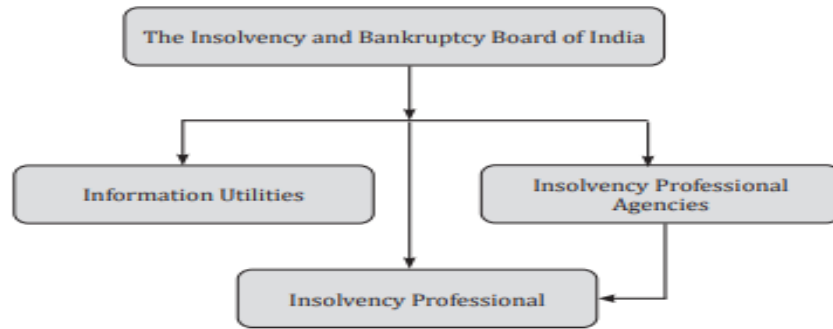 The Insolvency and Bankruptcy Board of India
Information Utilities
Insolvency Professional
Agencies
Insolvency Professional